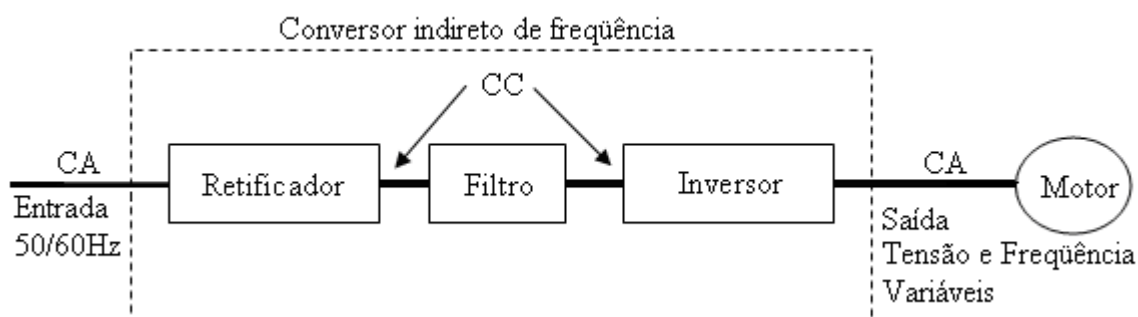 Conversor indireto de freqüência
CC
CA
Entrada
50/60Hz
Retificador
Filtro
Inversor
CA
Saída
Tensão e Freqüência
Variáveis
Motor